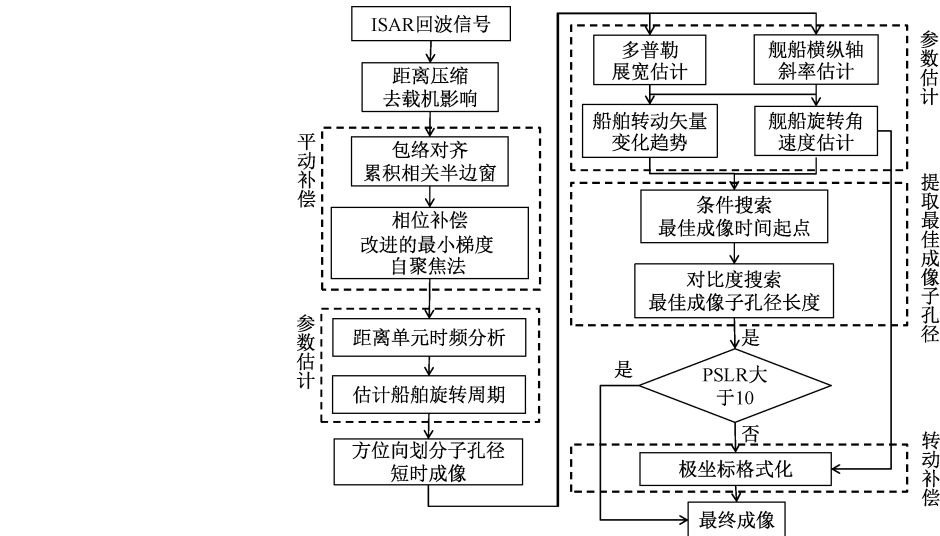 ISAR回波信号
距离压缩
去载机影响
平动补偿
包络对齐
累积相关半边窗
相位补偿
改进的最小梯度
自聚焦法
参数估计
距离单元时频分析
估计船舶旋转周期
方位向划分子孔径
短时成像
参数估计
多普勒
展宽估计
舰船横纵轴
斜率估计
船舶转动矢量
变化趋势
舰船旋转角
速度估计
提取最佳成像子孔径
条件搜索
最佳成像时间起点
对比度搜索
最佳成像子孔径长度
是
PSLR大
于10
是
否
转动补偿
极坐标格式化
最终成像